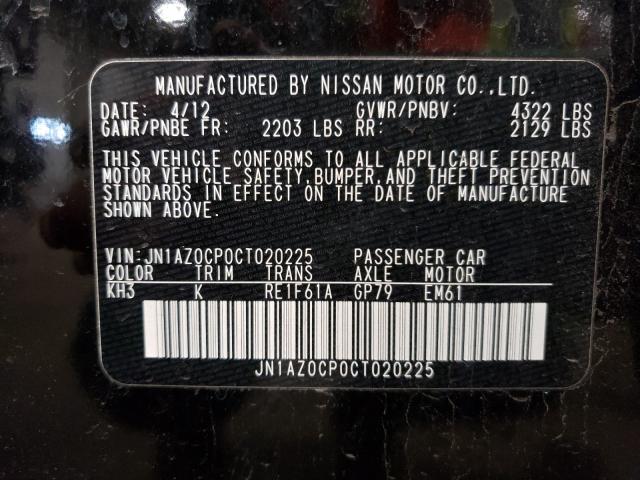 MANUFACTURED BY NISSAN MOTOR CO.,LTD.
DATE: 4/12 GVWR/PNBV: 4322 LBS
GAWR/PNBE FR: 2203 LBS RR: 2129 LBS
THIS VEHICLE CONFORMS TO ALL APPLICABLE FEDERAL
MOTOR VEHICLE SAFETY,BUMPER,AND THEFT PREVENTION
STANDARDS IN EFFECT ON THE DATE OF MANUFACTURE
SHOWN ABOVE.
VIN:JN1AZ0CP0CT020225 PASSENGER CAR
COLOR TRIM TRANS AXLE MOTOR
KH3 K RE1F61A GP79 EM61
JN1AZ0CP0CT020225